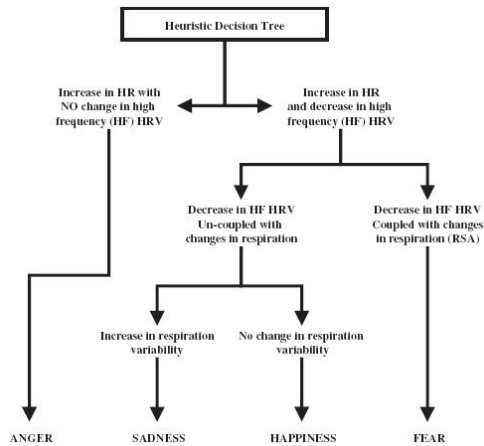 Heuristic Decision Tree
Increase in HR with
NO change in high
frequency (HF) HRV
Increase in HR
and decrease in high
frequency (HF) HRV
Decrease in HF HRV
Un-coupled with
changes in respiration
Decrease in HF HRV
Coupled with changes
in respiration (RSA)
Increase in respiration
variability
No change in respiration
variability
ANGER
SADNESS
HAPPINESS
FEAR